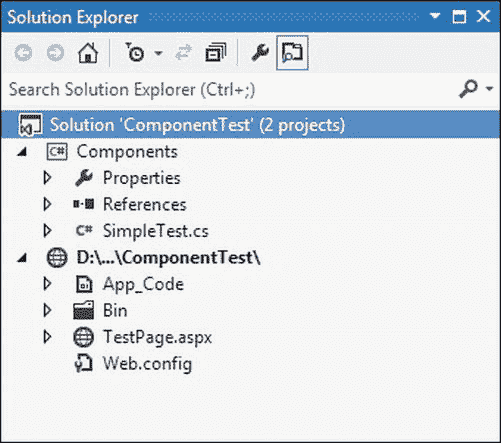 Solution Explorer
Search Solution Explorer (Ctrl+;)
Solution 'ComponentTest' (2 projects)
C# Components
Properties
References
C# SimpleTest.cs
D:\...\ComponentTest\
App_Code
Bin
TestPage.aspx
Web.config